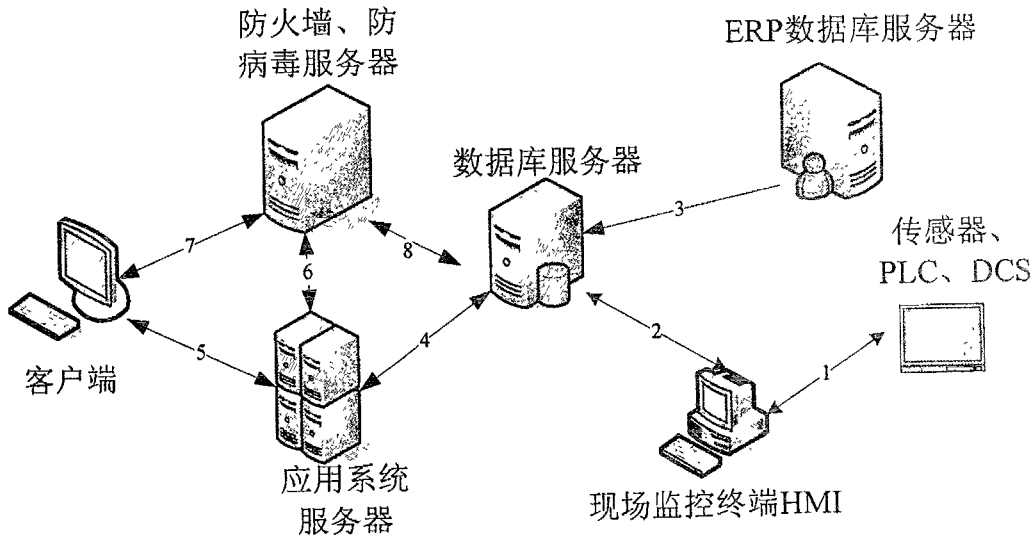 防火墙、防
病毒服务器
ERP数据库服务器
数据库服务器
传感器、
PLC、DCS
3
7
6
8
2
1
5
4
客户端
应用系统
服务器
现场监控终端HMI